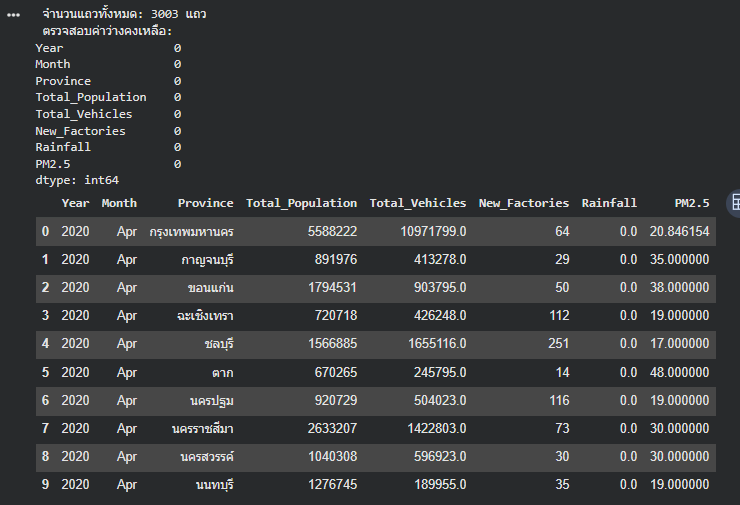 จำนวนแถวทั้งหมด: 3003 แถว
ตรวจสอบค่าว่างคงเหลือ:
Year 0
Month 0
Province 0
Total_Population 0
Total_Vehicles 0
New_Factories 0
Rainfall 0
PM2.5 0
dtype: int64
Year Month Province Total_Population Total_Vehicles New_Factories Rainfall PM2.5
0 2020 Apr กรุงเทพมหานคร 5588222 10971799.0 64 0.0 20.846154
1 2020 Apr กาญจนบุรี 891976 413278.0 29 0.0 35.000000
2 2020 Apr ขอนแก่น 1794531 903795.0 50 0.0 38.000000
3 2020 Apr ฉะเชิงเทรา 720718 426248.0 112 0.0 19.000000
4 2020 Apr ชลบุรี 1566885 1655116.0 251 0.0 17.000000
5 2020 Apr ตาก 670265 245795.0 14 0.0 48.000000
6 2020 Apr นครปฐม 920729 504023.0 116 0.0 19.000000
7 2020 Apr นครราชสีมา 2633207 1422803.0 73 0.0 30.000000
8 2020 Apr นครสวรรค์ 1040308 596923.0 30 0.0 30.000000
9 2020 Apr นนทบุรี 1276745 189955.0 35 0.0 19.000000